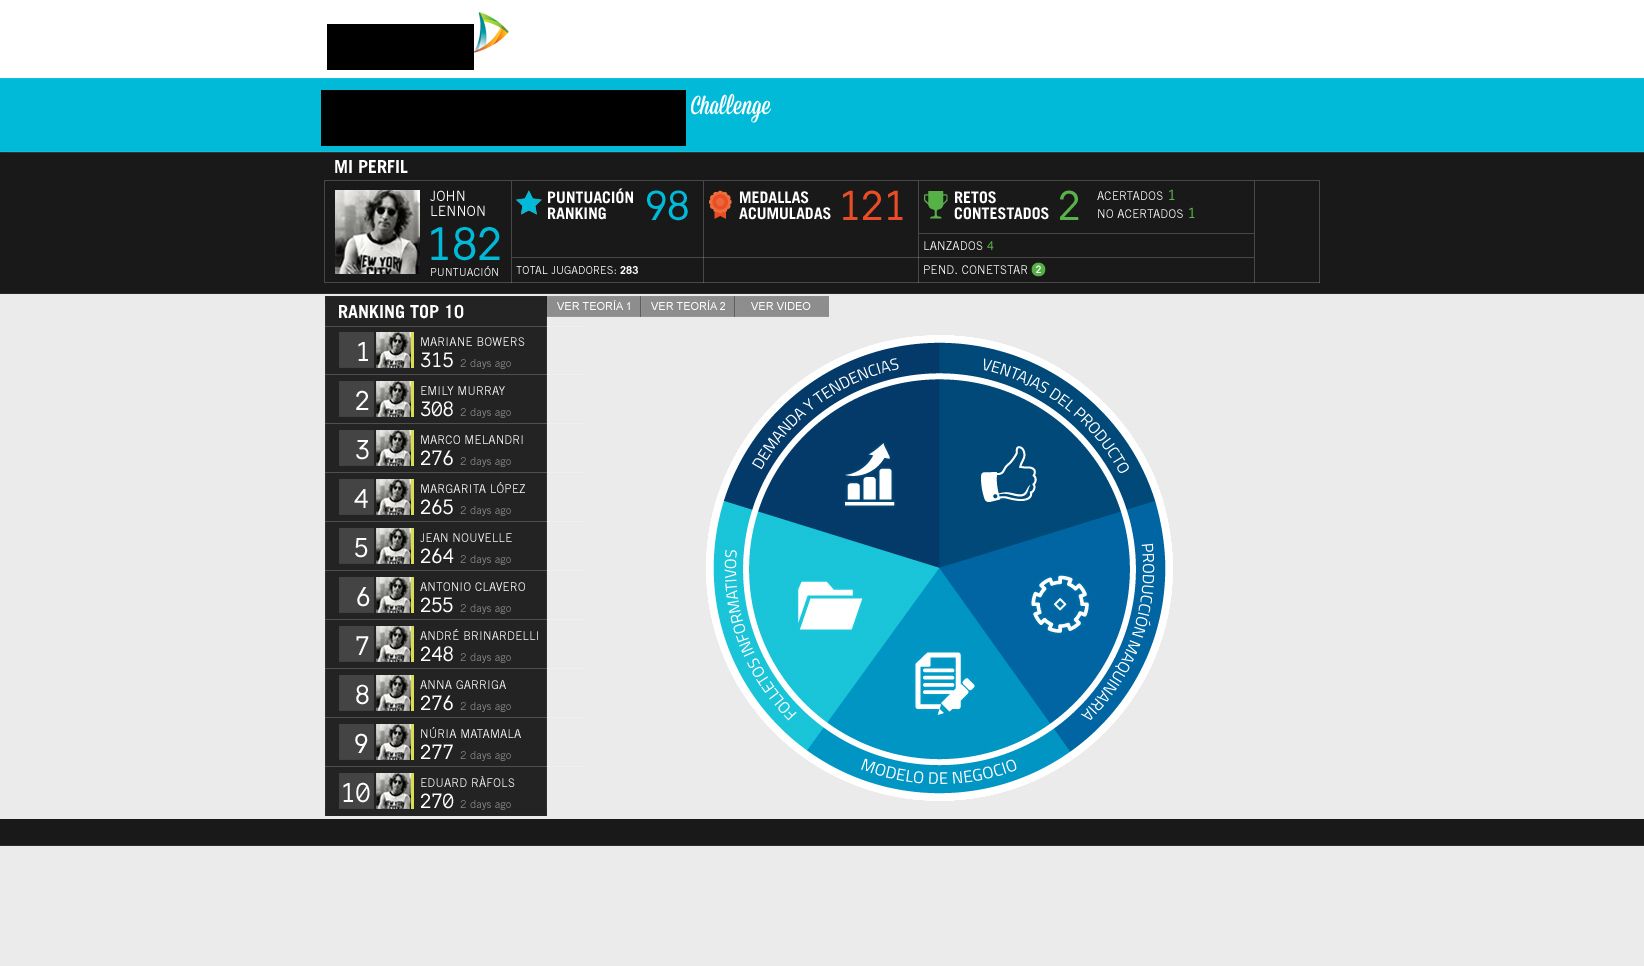 Challenge
MI PERFIL
JOHN
LENNON
182
PUNTUACIÓN
PUNTUACIÓN
RANKING
98
TOTAL JUGADORES: 283
MEDALLAS
ACUMULADAS
121
RETOS
CONTESTADOS
2
ACERTADOS 1
NO ACERTADOS 1
LANZADOS 4
PEND. CONETSTAR 2
RANKING TOP 10
VER TEORÍA 1
VER TEORÍA 2
VER VIDEO
1
MARIANE BOWERS
315 2 days ago
2
EMILY MURRAY
308 2 days ago
3
MARCO MELANDRI
276 2 days ago
4
MARGARITA LÓPEZ
265 2 days ago
5
JEAN NOUVELLE
264 2 days ago
6
ANTONIO CLAVERO
255 2 days ago
7
ANDRÉ BRINARDELLI
248 2 days ago
8
ANNA GARRIGA
276 2 days ago
9
NÚRIA MATAMALA
277 2 days ago
10
EDUARD RÀFOLS
270 2 days ago
DEMANDA Y TENDENCIAS
VENTAJAS DEL PRODUCTO
PRODUCCIÓN MAQUINARIA
MODELO DE NEGOCIO
FOLLETOS INFORMATIVOS
NEW YORK
CITY